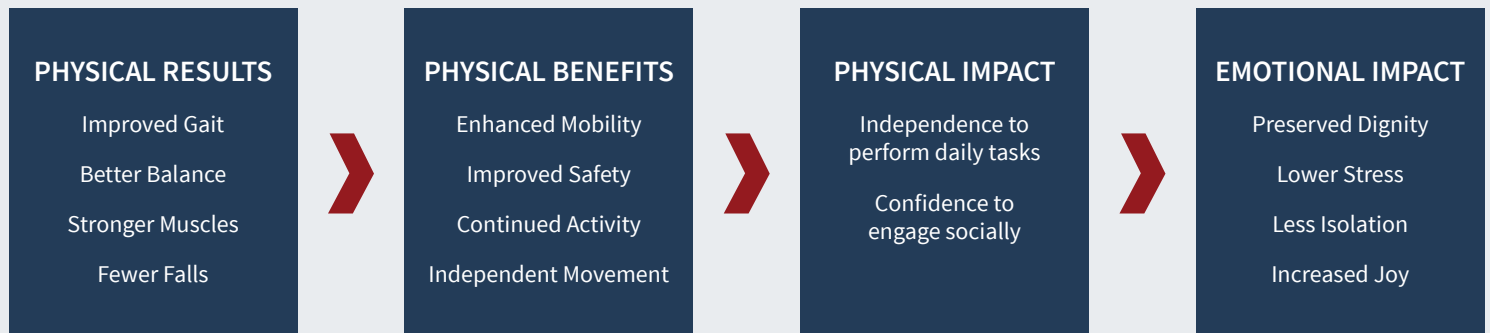 PHYSICAL RESULTS
Improved Gait
Better Balance
Stronger Muscles
Fewer Falls
PHYSICAL BENEFITS
Enhanced Mobility
Improved Safety
Continued Activity
Independent Movement
PHYSICAL IMPACT
Independence to
perform daily tasks
Confidence to
engage socially
EMOTIONAL IMPACT
Preserved Dignity
Lower Stress
Less Isolation
Increased Joy